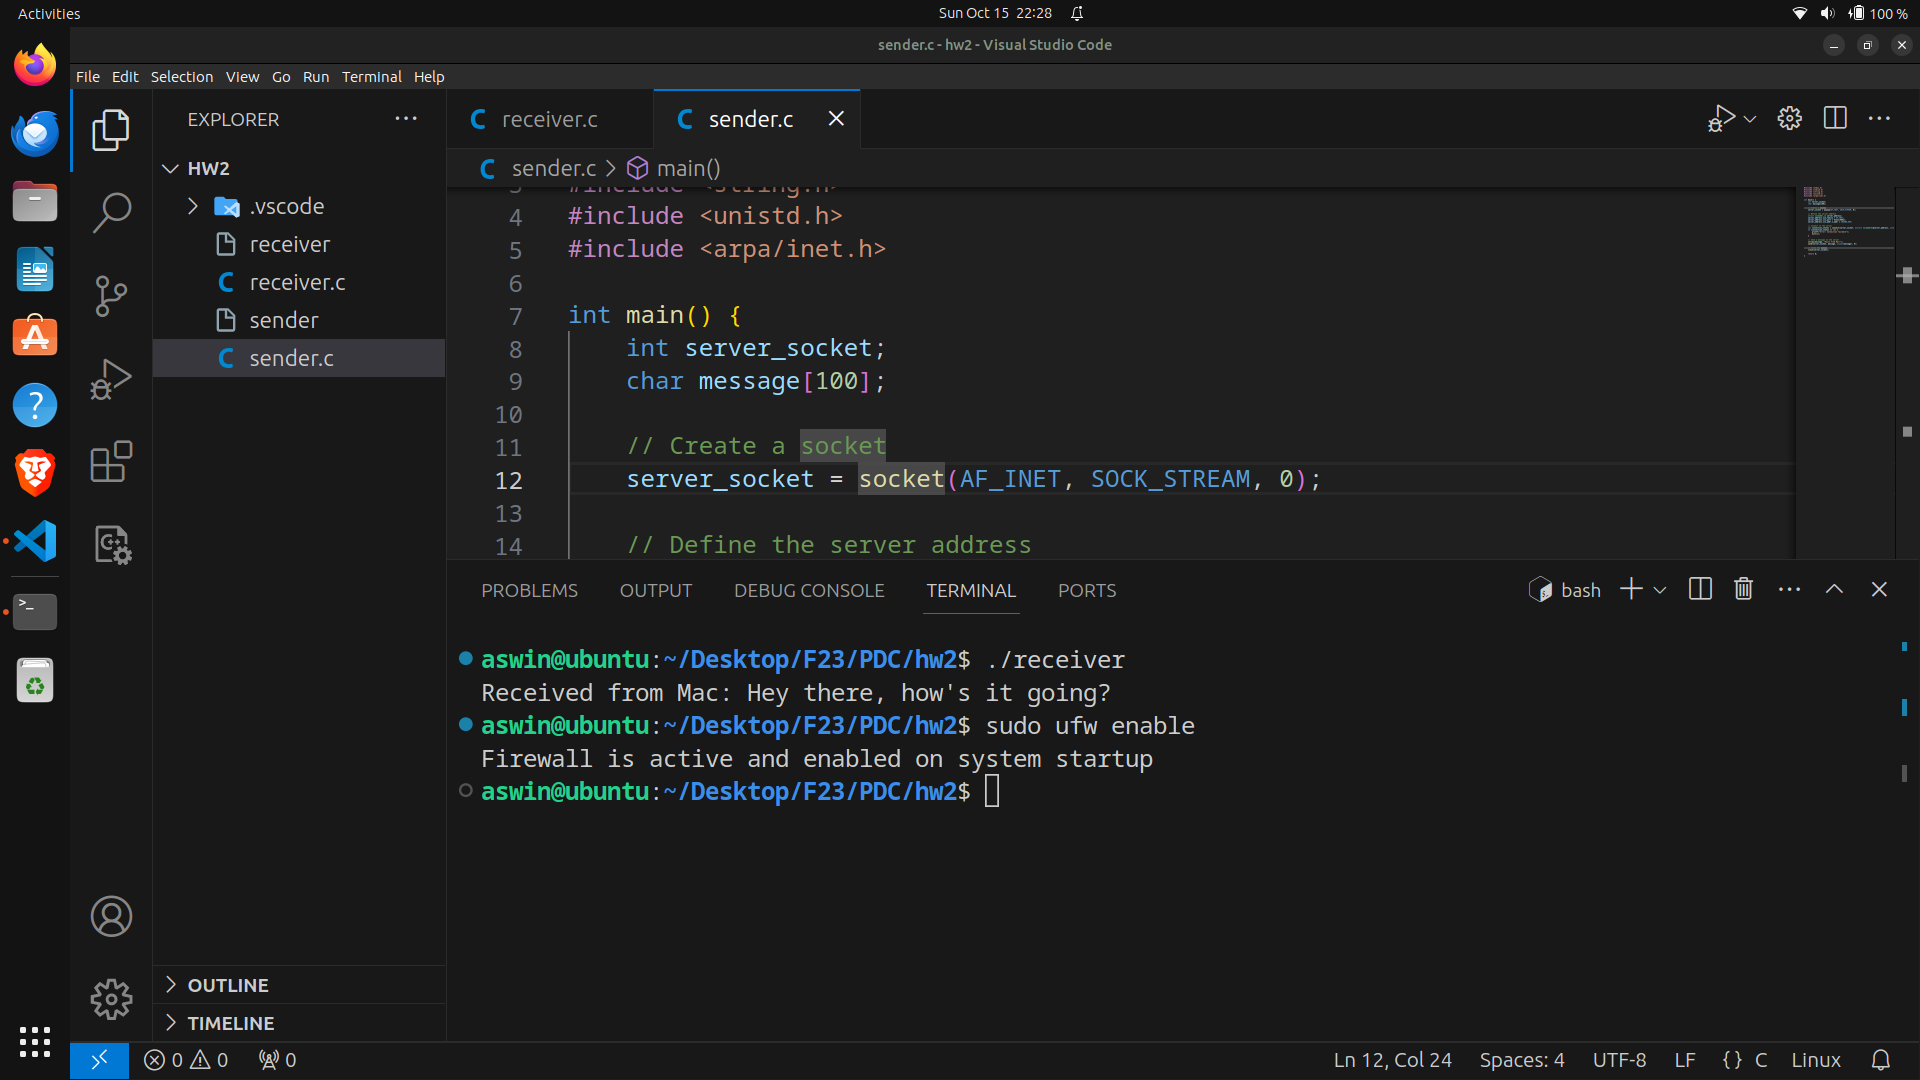 Activities
Sun Oct 15 22:28
100 %
sender.c - hw2 - Visual Studio Code
File Edit Selection View Go Run Terminal Help
EXPLORER
HW2
.vscode
receiver
receiver.c
sender
sender.c
receiver.c
sender.c
sender.c > main()
3 #include <string.h>
4 #include <unistd.h>
5 #include <arpa/inet.h>
6
7 int main() {
8 int server_socket;
9 char message[100];
10
11 // Create a socket
12 server_socket = socket(AF_INET, SOCK_STREAM, 0);
13
14 // Define the server address
PROBLEMS OUTPUT DEBUG CONSOLE TERMINAL PORTS
bash
aswin@ubuntu:~/Desktop/F23/PDC/hw2$ ./receiver
Received from Mac: Hey there, how's it going?
aswin@ubuntu:~/Desktop/F23/PDC/hw2$ sudo ufw enable
Firewall is active and enabled on system startup
aswin@ubuntu:~/Desktop/F23/PDC/hw2$
OUTLINE
TIMELINE
0 0 0
Ln 12, Col 24 Spaces: 4 UTF-8 LF {} C Linux